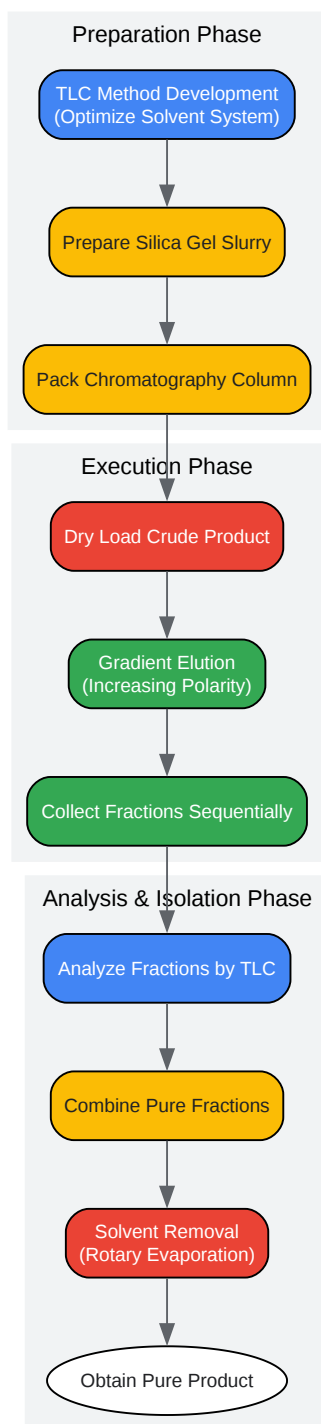 Preparation Phase
TLC Method Development
(Optimize Solvent System)
Prepare Silica Gel Slurry
Pack Chromatography Column
Execution Phase
Dry Load Crude Product
Gradient Elution
(Increasing Polarity)
Collect Fractions Sequentially
Analysis & Isolation Phase
Analyze Fractions by TLC
Combine Pure Fractions
Solvent Removal
(Rotary Evaporation)
Obtain Pure Product